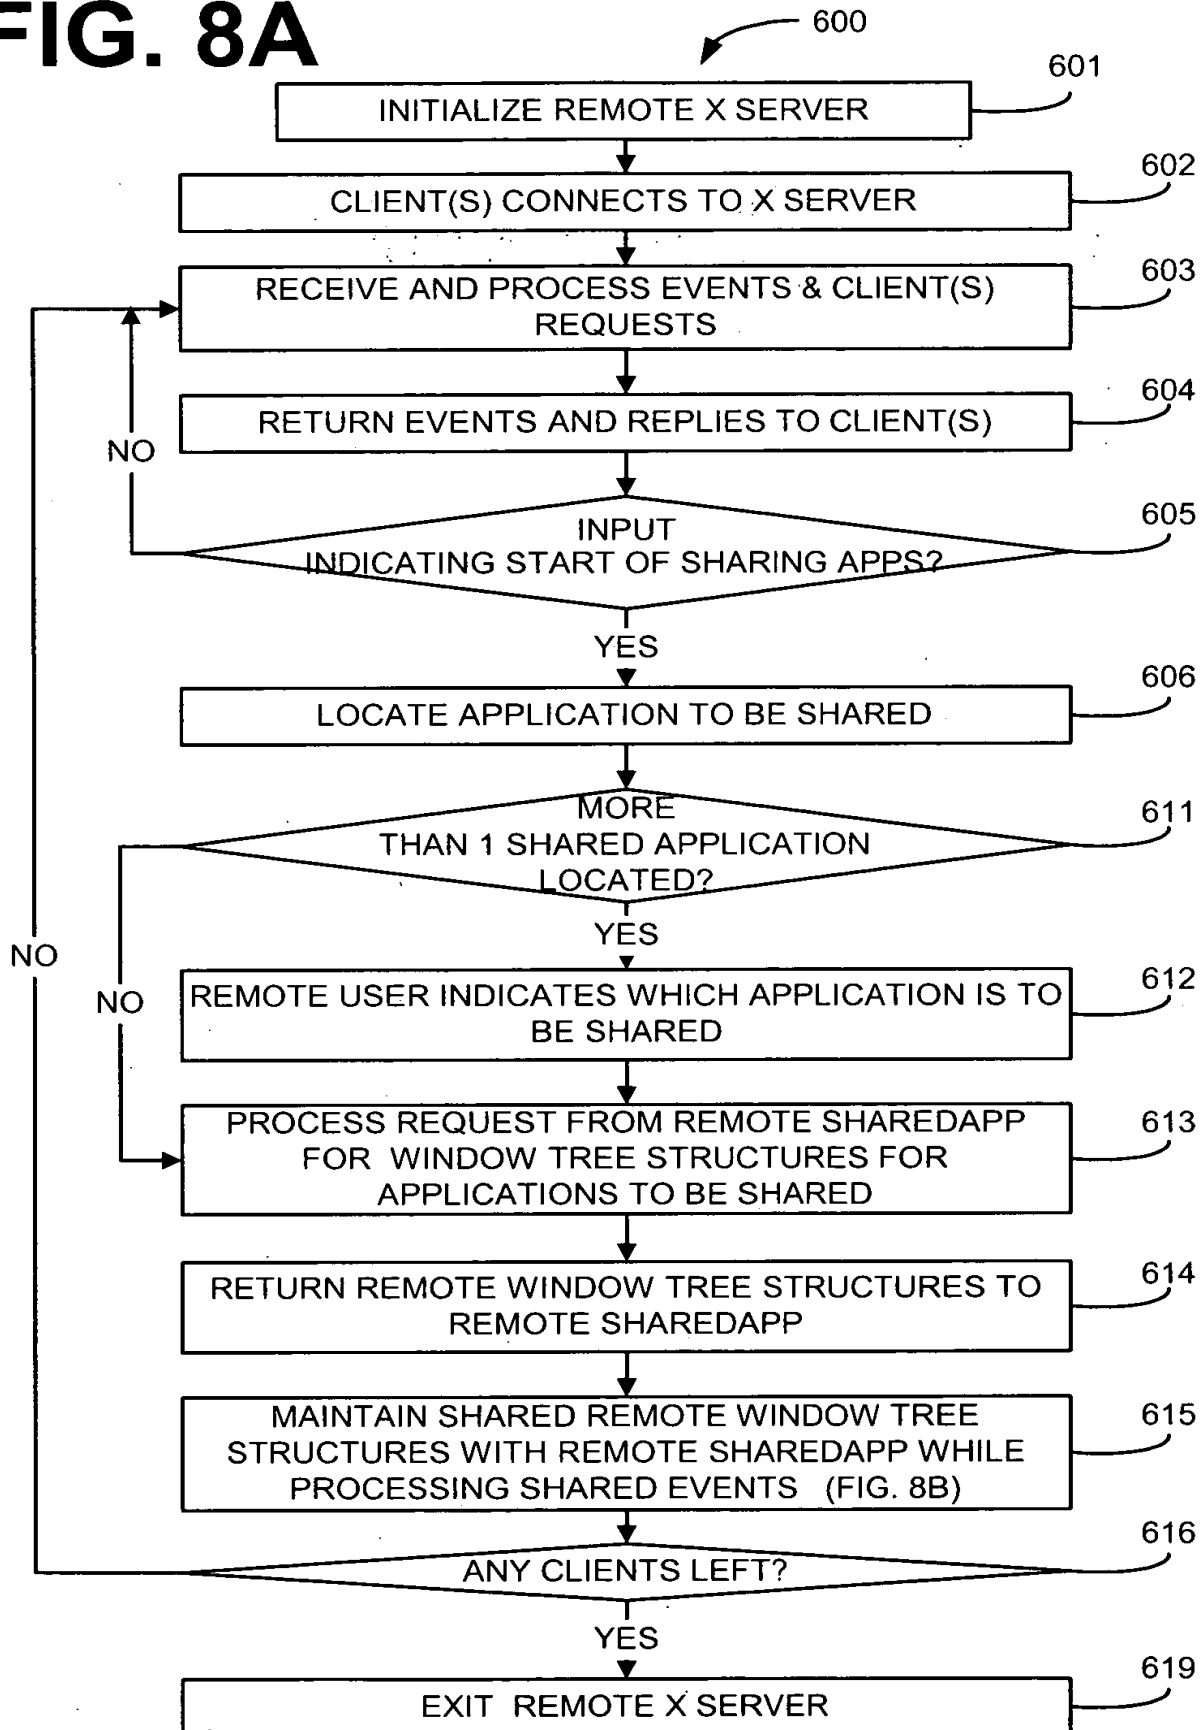 FIG. 8A
600
INITIALIZE REMOTE X SERVER
601
CLIENT(S) CONNECTS TO X SERVER
602
RECEIVE AND PROCESS EVENTS & CLIENT(S)
REQUESTS
603
RETURN EVENTS AND REPLIES TO CLIENT(S)
604
NO
INPUT
INDICATING START OF SHARING APPS?
605
YES
LOCATE APPLICATION TO BE SHARED
606
MORE
THAN 1 SHARED APPLICATION
LOCATED?
611
YES
NO
NO
REMOTE USER INDICATES WHICH APPLICATION IS TO
BE SHARED
612
PROCESS REQUEST FROM REMOTE SHAREDAPP
FOR WINDOW TREE STRUCTURES FOR
APPLICATIONS TO BE SHARED
613
RETURN REMOTE WINDOW TREE STRUCTURES TO
REMOTE SHAREDAPP
614
MAINTAIN SHARED REMOTE WINDOW TREE
STRUCTURES WITH REMOTE SHAREDAPP WHILE
PROCESSING SHARED EVENTS (FIG. 8B)
615
ANY CLIENTS LEFT?
616
YES
EXIT REMOTE X SERVER
619